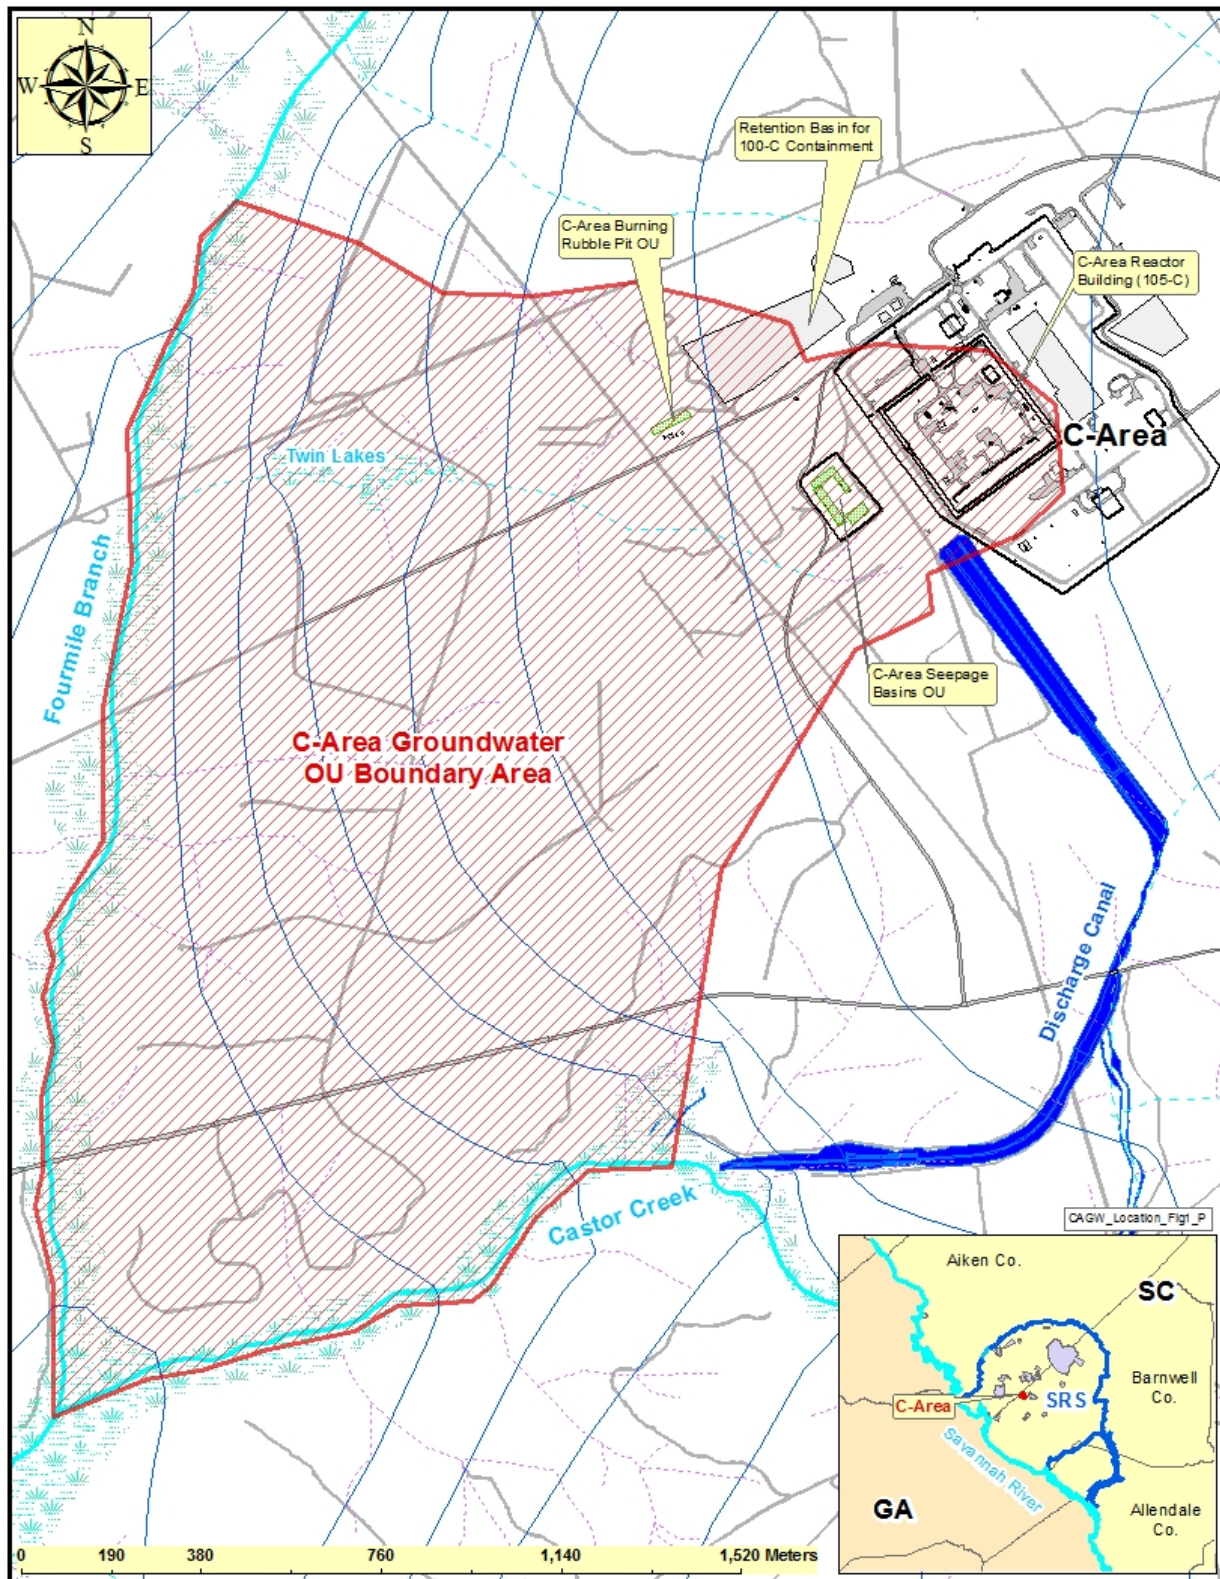 N
W E
S
Retention Basin for
100-C Containment
C-Area Burning
Rubble Pit OU
C-Area Reactor
Building (105-C)
C-Area
Twin Lakes
Fourmile Branch
C-Area Seepage
Basins OU
C-Area Groundwater
OU Boundary Area
Discharge Canal
Castor Creek
CAGW_Location_Fig1_P
Aiken Co.
SC
Barnwell
Co.
C-Area
SRS
Savannah River
GA
Allendale
Co.
0 190 380 760 1,140 1,520 Meters